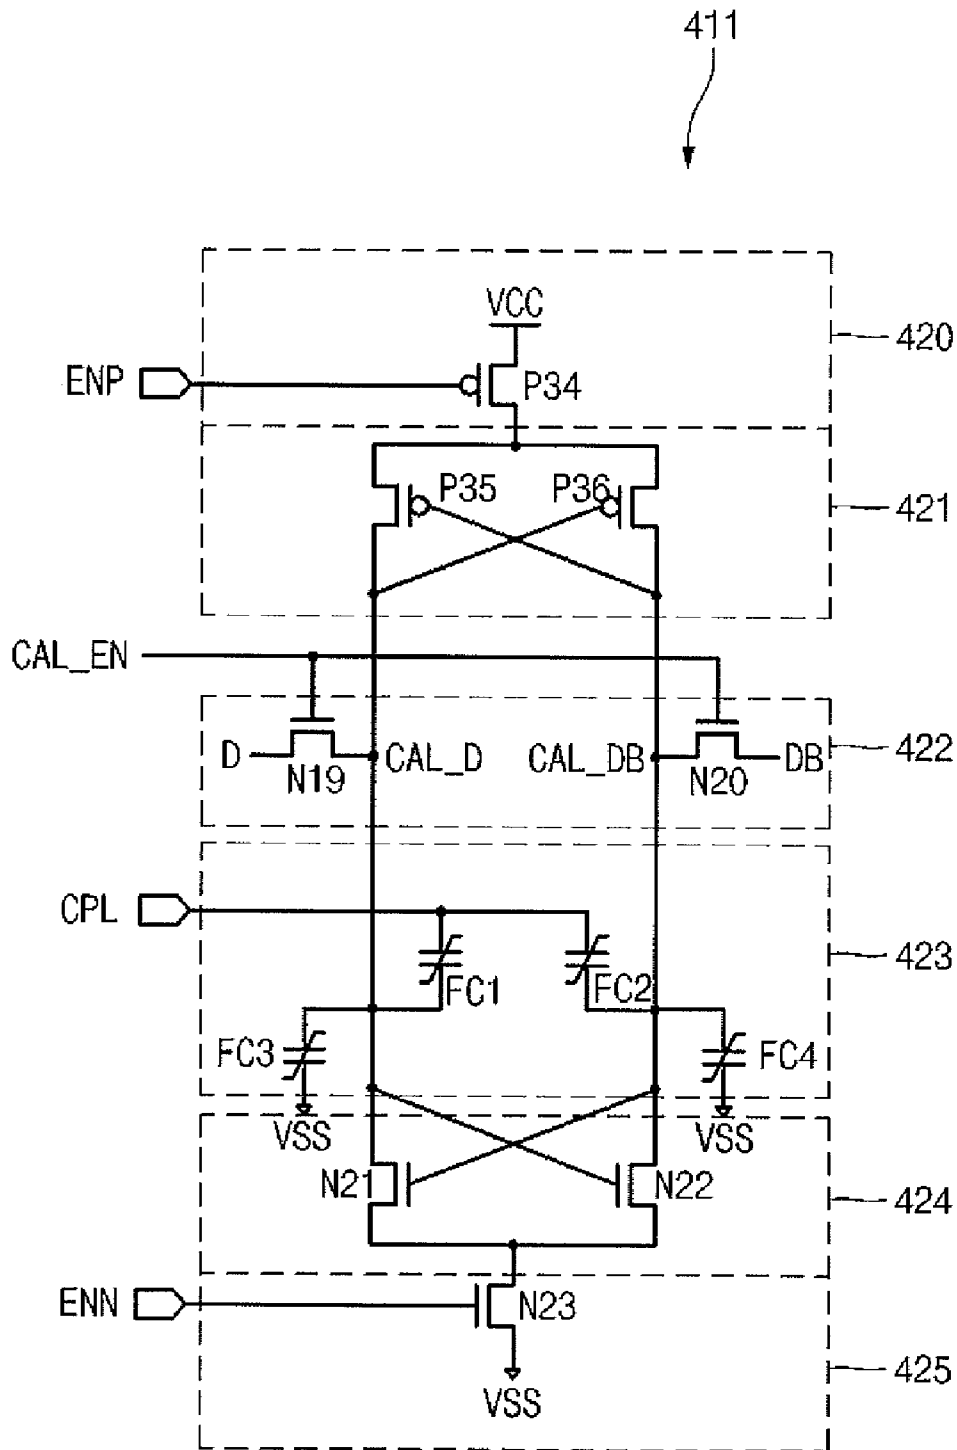 411
VCC
420
ENP
P34
P35
P36
421
CAL_EN
D
N19
CAL_D
CAL_DB
N20
DB
422
CPL
FC1
FC2
423
FC3
FC4
VSS
VSS
N21
N22
424
ENN
N23
425
VSS